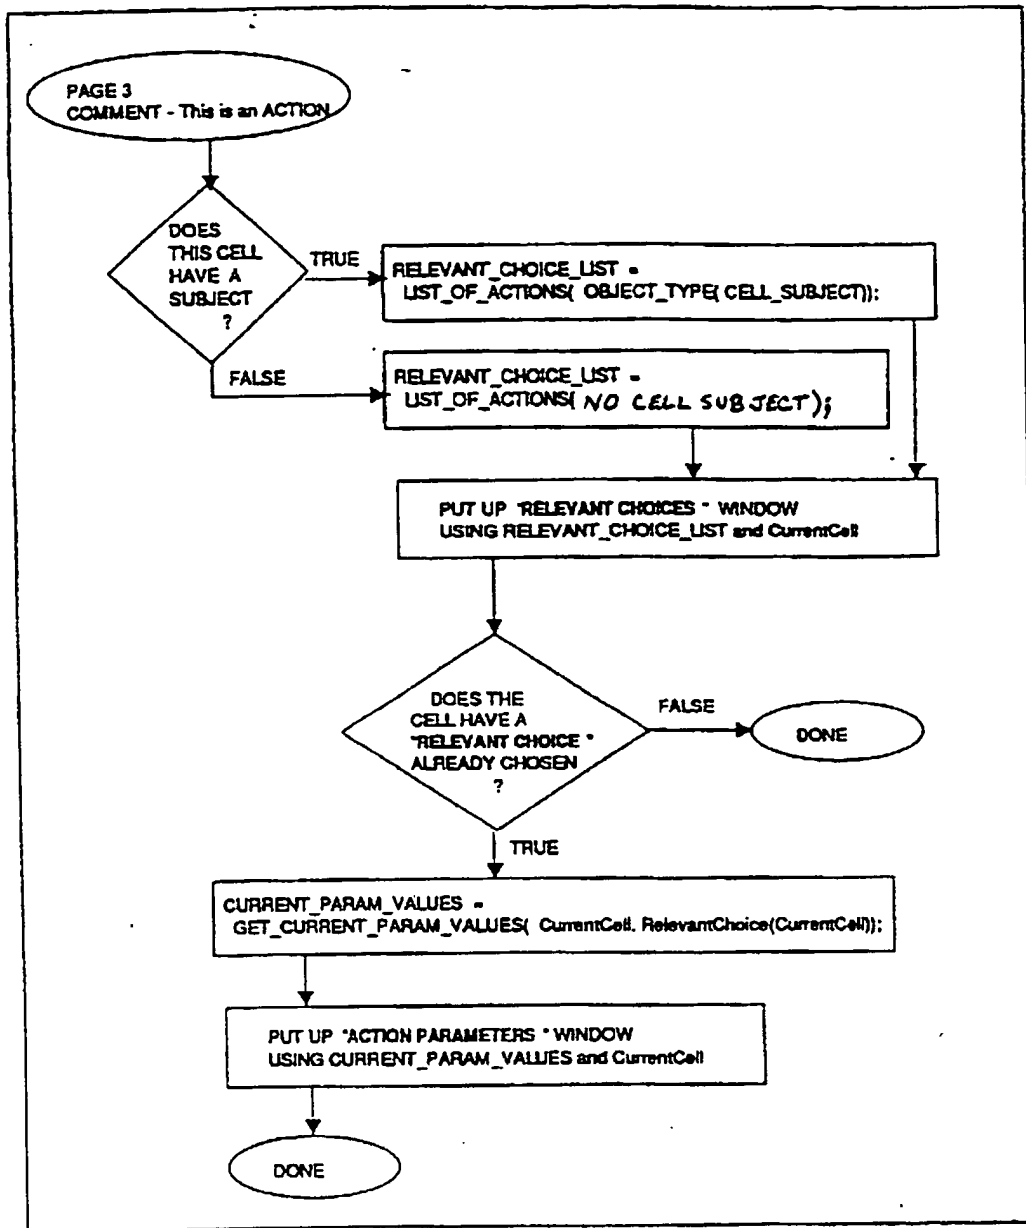 PAGE 3
COMMENT - This is an ACTION
DOES
THIS CELL
HAVE A
SUBJECT
?
TRUE
RELEVANT_CHOICE_LIST =
LIST_OF_ACTIONS( OBJECT_TYPE( CELL_SUBJECT));
FALSE
RELEVANT_CHOICE_LIST =
LIST_OF_ACTIONS( NO CELL SUBJECT);
PUT UP "RELEVANT CHOICES " WINDOW
USING RELEVANT_CHOICE_LIST and CurrentCell
DOES THE
CELL HAVE A
"RELEVANT CHOICE "
ALREADY CHOSEN
?
FALSE
DONE
TRUE
CURRENT_PARAM_VALUES =
GET_CURRENT_PARAM_VALUES( CurrentCell, RelevantChoice(CurrentCell));
PUT UP "ACTION PARAMETERS " WINDOW
USING CURRENT_PARAM_VALUES and CurrentCell
DONE